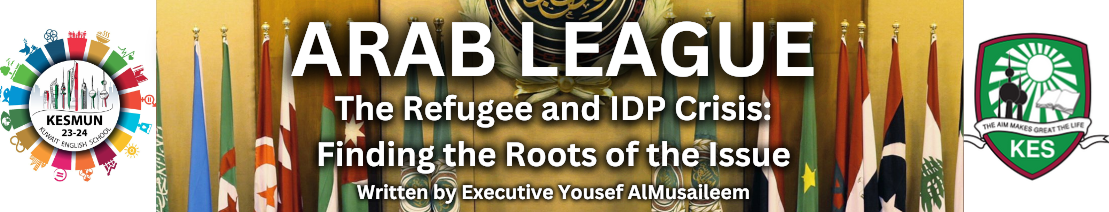 KESMUN
23-24
KUWAIT ENGLISH SCHOOL
ARAB LEAGUE
The Refugee and IDP Crisis:
Finding the Roots of the Issue
Written by Executive Yousef AlMusaileem
THE AIM MAKES GREAT THE LIFE
KES